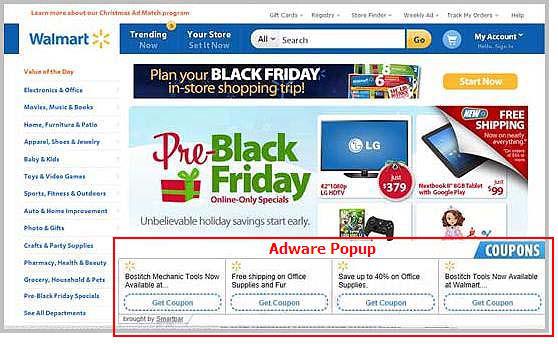 Learn more about our Christmas Ad Match program
Gift Cards Registry Store Finder Weekly Ad Track My Orders
Walmart
Trending
Now
Your Store
Set It Now
All
Search
My Account
Hello. Sign In
Value of the Day
Electronics & Office
Movies, Music & Books
Home, Furniture & Patio
Apparel, Shoes & Jewelry
Baby & Kids
Toys & Video Games
Sports, Fitness & Outdoors
Auto & Home Improvement
Photo & Gifts
Crafts & Party Supplies
Pharmacy, Health & Beauty
Grocery, Household & Pets
Pre-Black Friday Specials
See All Departments
Plan your BLACK FRIDAY
in-store shopping trip!
Start Now
Pre-Black
Friday
Online-Only Specials
Unbelievable holiday savings start early.
LG
42" 1080p
LG HDTV
just
$379
NEW
FREE
SHIPPING
Now on nearly
everything.*
Nextbook 8" 8GB Tablet
with Google Play
Just
$99
Adware Popup
COUPONS
Bostitch Mechanic Tools Now
Available at...
Get Coupon
Free shipping on Office
Supplies and Fur
Get Coupon
Save up to 40% on Office
Supplies.
Get Coupon
Bostitch Tools Now Available
at Walmart....
Get Coupon
brought by Smartbar